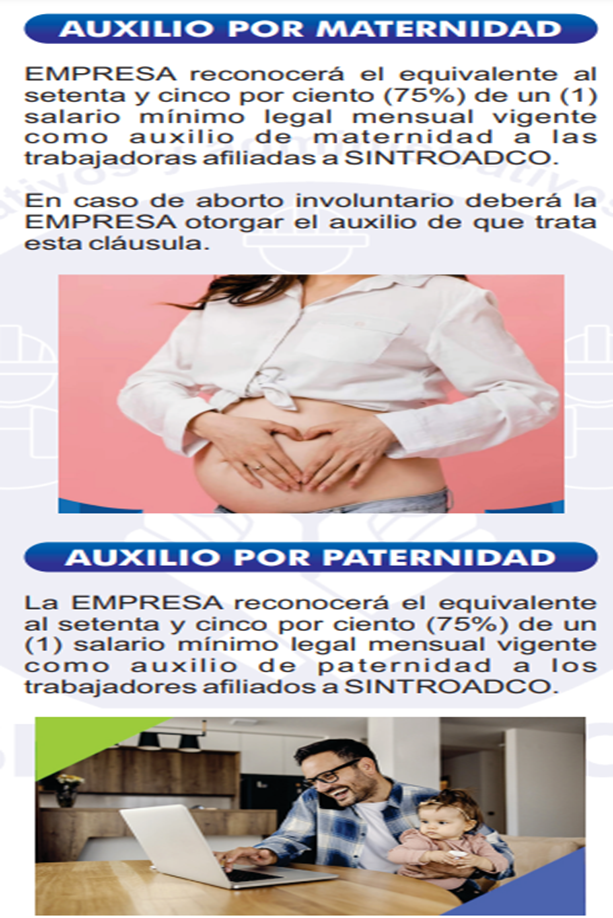 AUXILIO POR MATERNIDAD
EMPRESA reconocerá el equivalente al
setenta y cinco por ciento (75%) de un (1)
salario mínimo legal mensual vigente
como auxilio de maternidad a las
trabajadoras afiliadas a SINTROADCO.
En caso de aborto involuntario deberá la
EMPRESA otorgar el auxilio de que trata
esta cláusula.
AUXILIO POR PATERNIDAD
La EMPRESA reconocerá el equivalente
al setenta y cinco por ciento (75%) de un
(1) salario mínimo legal mensual vigente
como auxilio de paternidad a los
trabajadores afiliados a SINTROADCO.